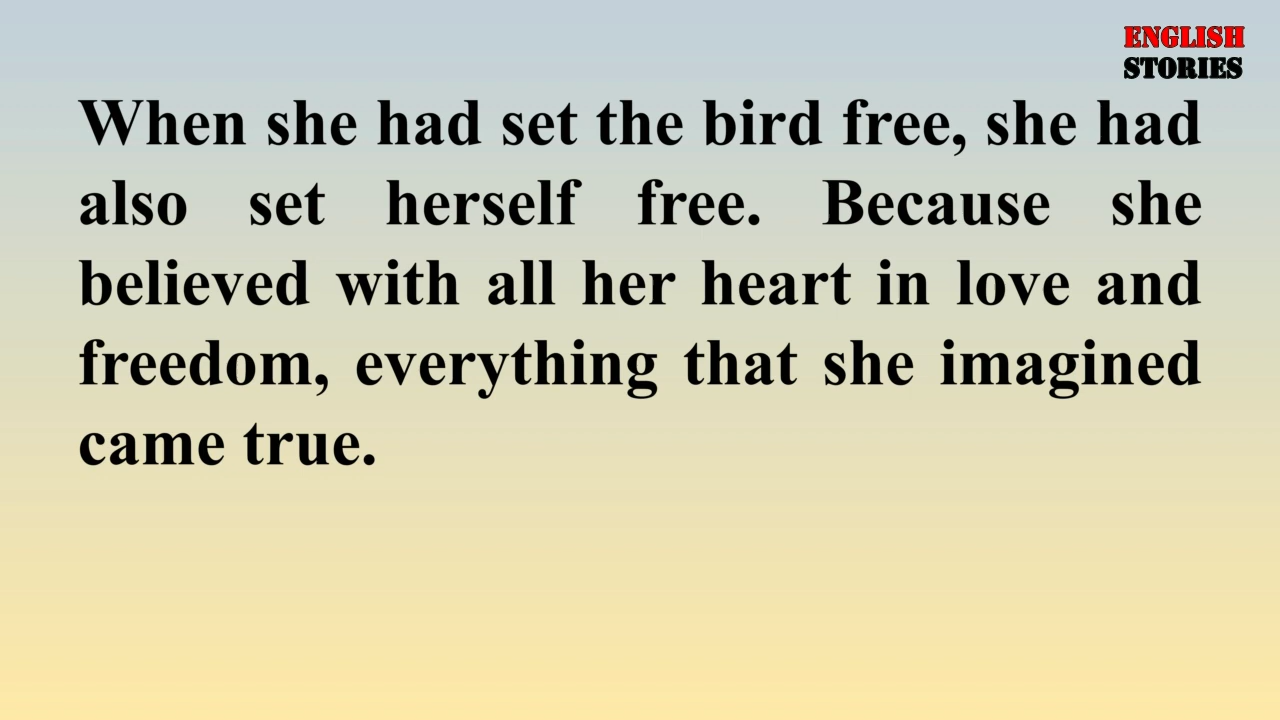 ENGLISH
STORIES
When she had set the bird free, she had
also set herself free. Because she
believed with all her heart in love and
freedom, everything that she imagined
came true.